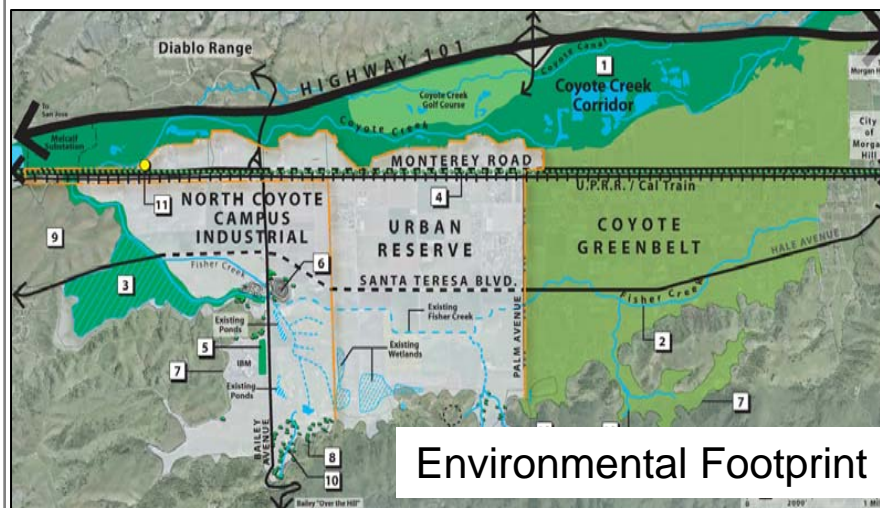 Diablo Range
HIGHWAY 101
Coyote Canal
1
Coyote Creek
Corridor
Coyote Creek
Golf Course
To
San Jose
Morgan Hill
Metcalf
Substation
Coyote Creek
City
of
Morgan
Hill
MONTEREY ROAD
U.P.R.R. / Cal Train
11
4
NORTH COYOTE
CAMPUS
INDUSTRIAL
URBAN
RESERVE
COYOTE
GREENBELT
9
HALE AVENUE
Fisher Creek
6
SANTA TERESA BLVD.
3
Fisher Creek
Existing
Ponds
Existing
Fisher Creek
2
5
Existing
Wetlands
PALM AVENUE
7
IBM
Existing
Ponds
7
BAILEY
AVENUE
8
10
Environmental Footprint
Bailey "Over the Hill"
2000'